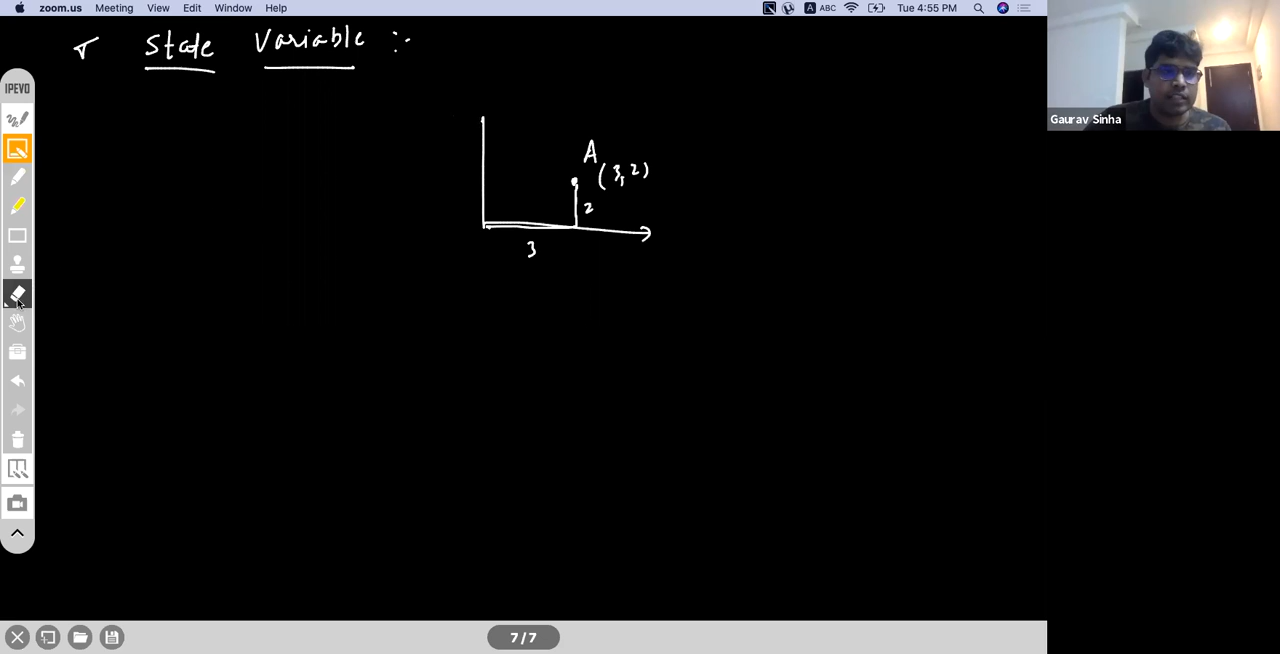 zoom.us Meeting View Edit Window Help A ABC Tue 4:55 PM
State Variable :-
IPEVO
Gaurav Sinha
A
(3, 2)
2
3
7/7